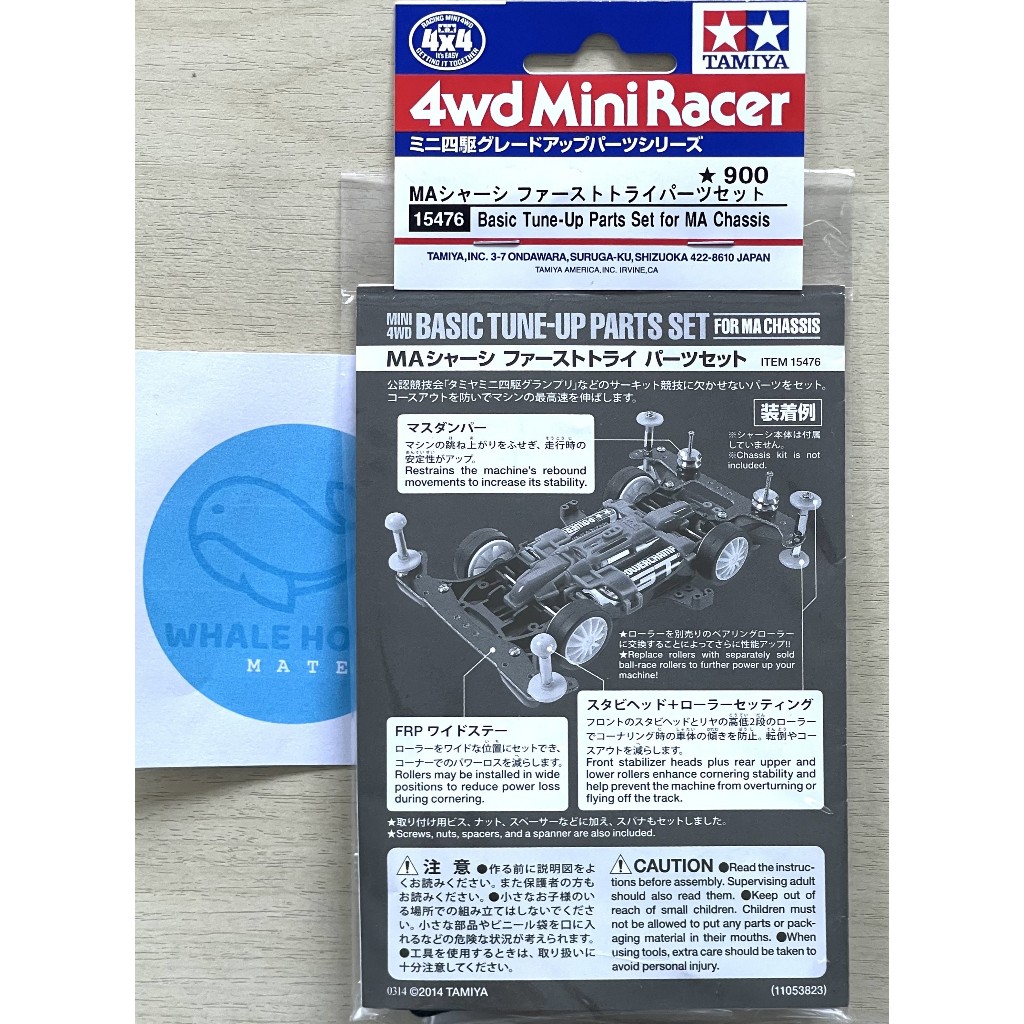 RACING MINI 4WD
4x4
It's EASY
GETTING IT TOGETHER
TAMIYA
4wd Mini Racer
ミニ四駆グレードアップパーツシリーズ
★ 900
MAシャーシ ファーストトライパーツセット
15476 Basic Tune-Up Parts Set for MA Chassis
TAMIYA,INC. 3-7 ONDAWARA,SURUGA-KU,SHIZUOKA 422-8610 JAPAN
TAMIYA AMERICA,INC. IRVINE,CA
MINI 4WD BASIC TUNE-UP PARTS SET FOR MA CHASSIS
MAシャーシ ファーストトライ パーツセット ITEM 15476
公認競技会「タミヤミニ四駆グランプリ」などのサーキット競技に欠かせないパーツをセット。
コースアウトを防いでマシンの最高速を伸ばします。
装着例
※シャーシ本体は付属
していません。
※Chassis kit is not
included.
マスダンパー
マシンの跳ね上がりをふせぎ、走行時の
安定性がアップ。
Restrains the machine's rebound
movements to increase its stability.
POWERCHAMP
★ローラーを別売りのベアリングローラー
に交換することによってさらに性能アップ!!
★Replace rollers with separately sold
ball-race rollers to further power up your
machine!
FRP ワイドステー
ローラーをワイドな位置にセットでき、
コーナーでのパワーロスを減らします。
Rollers may be installed in wide
positions to reduce power loss
during cornering.
スタビヘッド+ローラーセッティング
フロントのスタビヘッドとリヤの高低2段のローラー
でコーナリング時の車体の傾きを防止。転倒やコー
スアウトを減らします。
Front stabilizer heads plus rear upper and
lower rollers enhance cornering stability and
help prevent the machine from overturning or
flying off the track.
★取り付け用ビス、ナット、スペーサーなどに加え、スパナもセットしました。
★Screws, nuts, spacers, and a spanner are also included.
注意 ●作る前に説明図をよ
くお読みください。また保護者の方も
お読みください。●小さなお子様のい
る場所での組み立てはしないでくださ
い。小さな部品やビニール袋を口に入
れるなどの危険な状況が考えられます。
●工具を使用するときは、取り扱いに
十分注意してください。
CAUTION ●Read the instruc-
tions before assembly. Supervising adult
should also read them. ●Keep out of
reach of small children. Children must
not be allowed to put any parts or pack-
aging material in their mouths. ●When
using tools, extra care should be taken to
avoid personal injury.
0314 ©2014 TAMIYA
(11053823)
WHALE HO
MATE